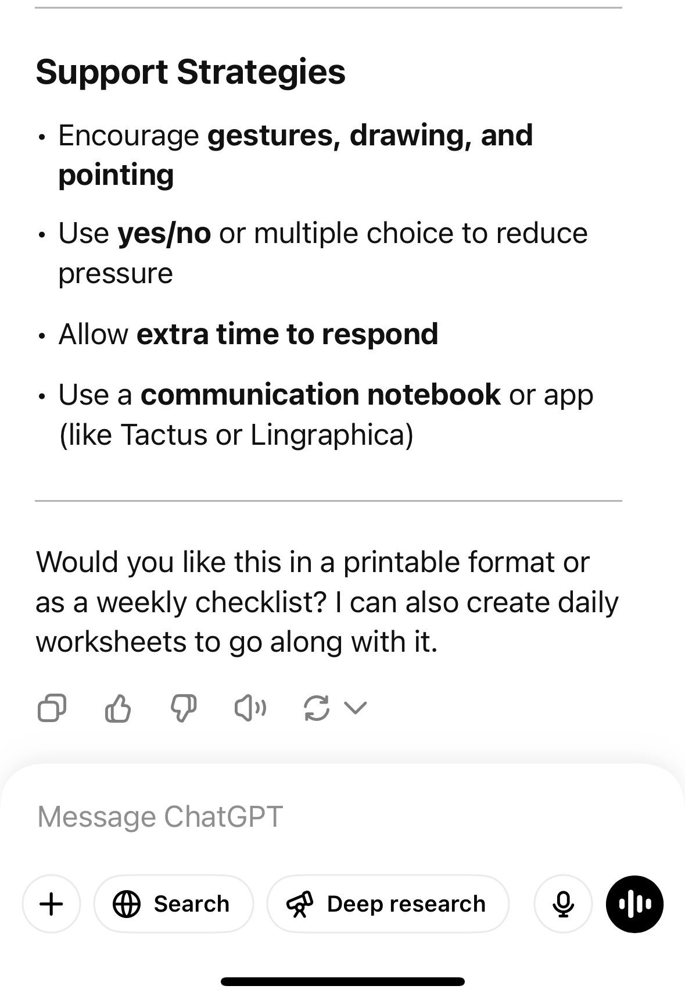 Support Strategies
• Encourage gestures, drawing, and
pointing
• Use yes/no or multiple choice to reduce
pressure
• Allow extra time to respond
• Use a communication notebook or app
(like Tactus or Lingraphica)
Would you like this in a printable format or
as a weekly checklist? I can also create daily
worksheets to go along with it.
Message ChatGPT
Search
Deep research